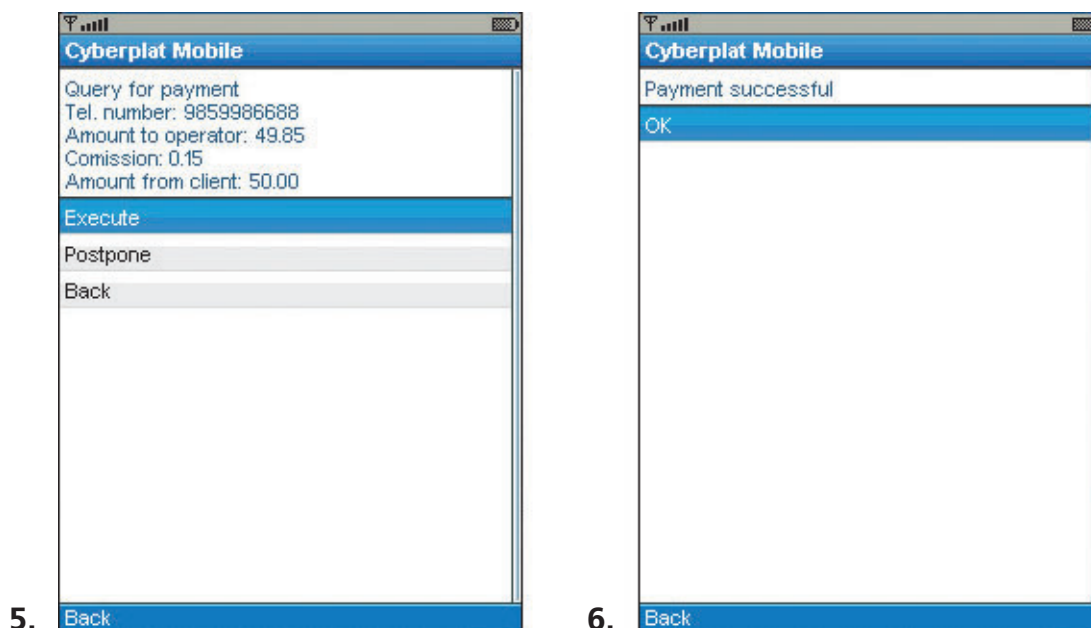 Cyberplat Mobile
Query for payment
Tel. number: 9859986688
Amount to operator: 49.85
Comission: 0.15
Amount from client: 50.00
Execute
Postpone
Back
5. Back
Cyberplat Mobile
Payment successful
OK
6. Back